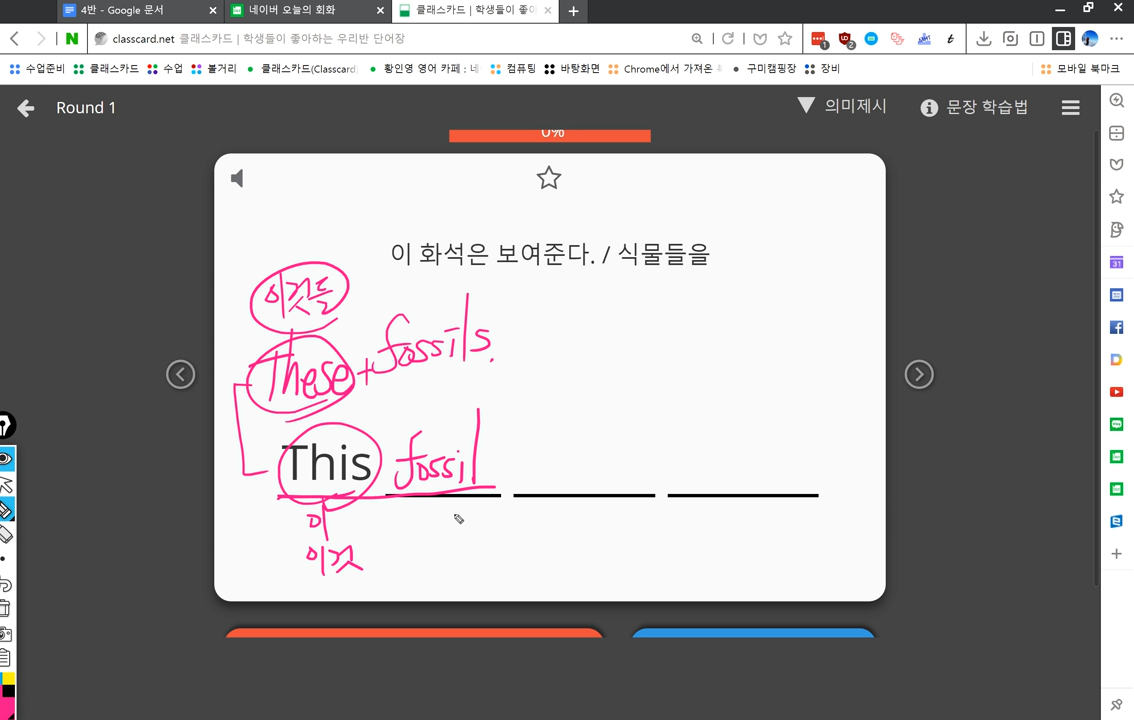 4반 - Google 문서
네이버 오늘의 회화
클래스카드 | 학생들이 좋아
classcard.net 클래스카드 | 학생들이 좋아하는 우리반 단어장
수업준비 클래스카드 수업 볼거리 클래스카드(Classcard 황인영 영어 카페 : 네 컴퓨팅 바탕화면 Chrome에서 가져온 구미캠핑장 장비 모바일 북마크
Round 1
의미제시
문장 학습법
0%
이 화석은 보여준다. / 식물들을
이것들
These + fossils.
This fossil
이
이것